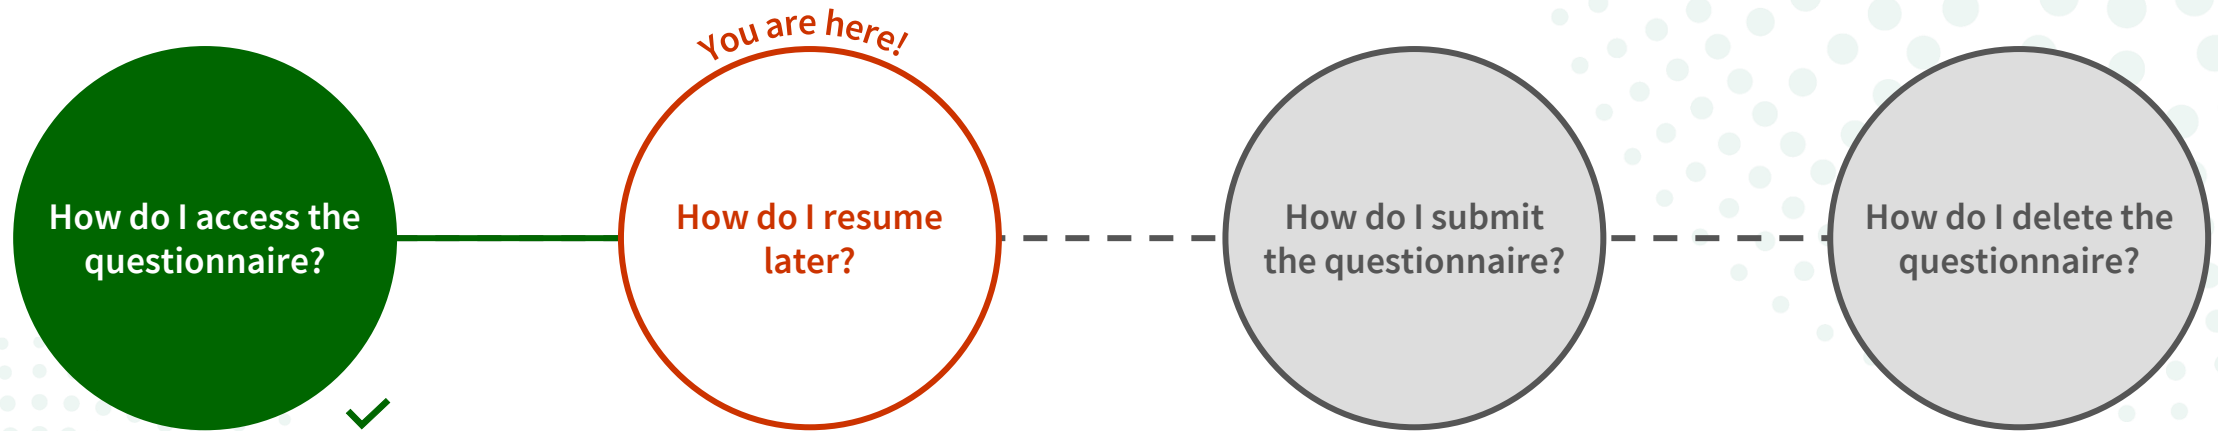 How do I access the
questionnaire?
You are here!
How do I resume
later?
How do I submit
the questionnaire?
How do I delete the
questionnaire?